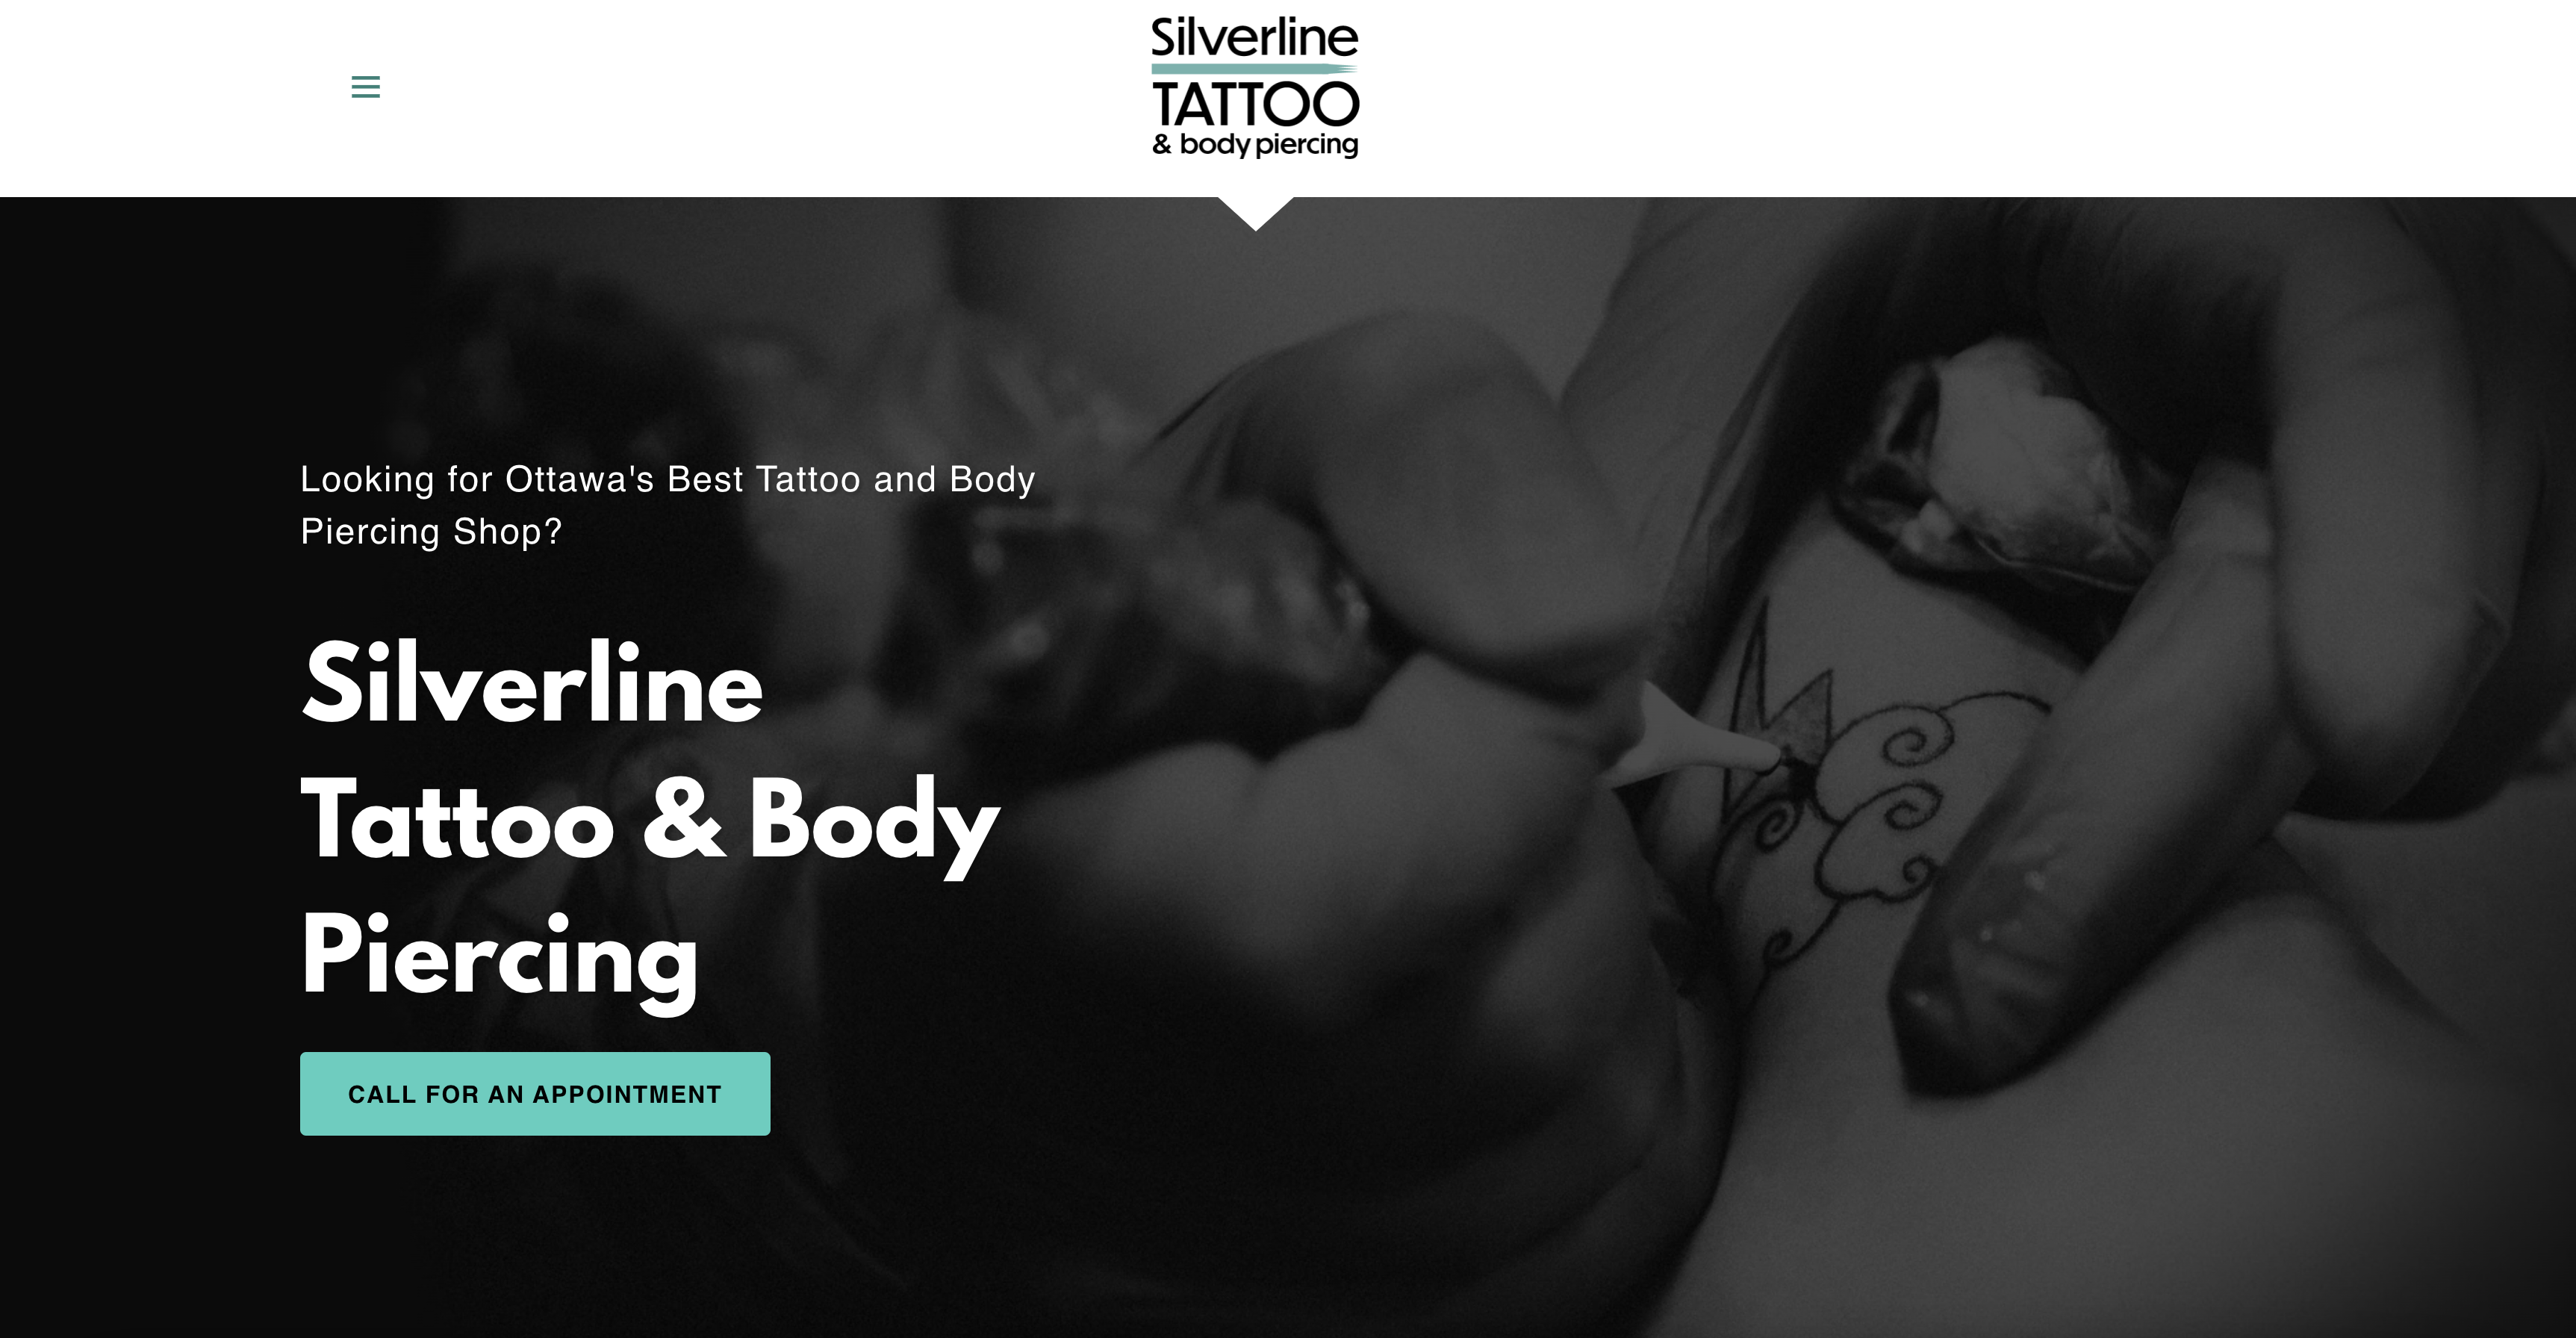 Silverline
TATTOO
& body piercing
Looking for Ottawa's Best Tattoo and Body
Piercing Shop?
Silverline
Tattoo & Body
Piercing
CALL FOR AN APPOINTMENT